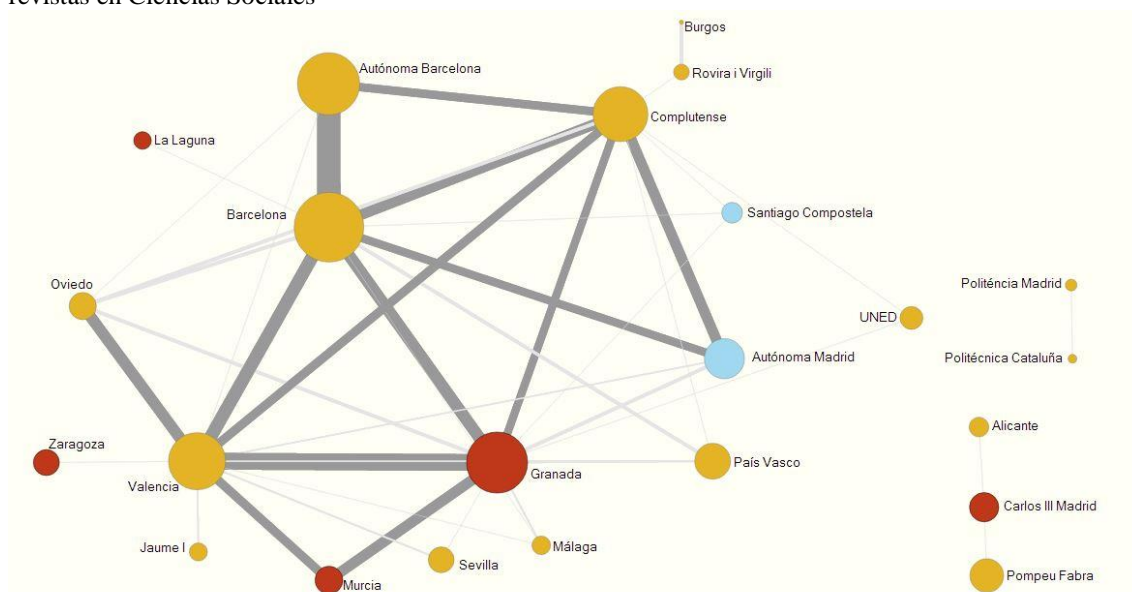 revistas en Ciencias Sociales
Burgos
Autónoma Barcelona
Rovira i Virgili
Complutense
La Laguna
Barcelona
Santiago Compostela
Oviedo
Politéncia Madrid
UNED
Autónoma Madrid
Politécnica Cataluña
Alicante
Zaragoza
País Vasco
Granada
Valencia
Carlos III Madrid
Jaume I
Málaga
Sevilla
Pompeu Fabra
Murcia